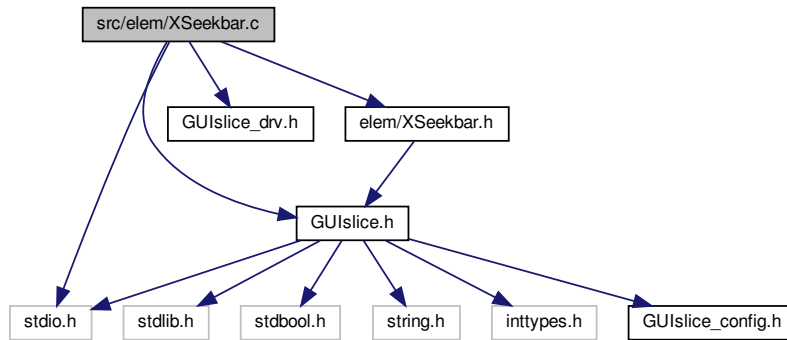 src/elem/XSeekbar.c
GUIslice_drv.h
elem/XSeekbar.h
GUIslice.h
stdio.h
stdlib.h
stdbool.h
string.h
inttypes.h
GUIslice_config.h